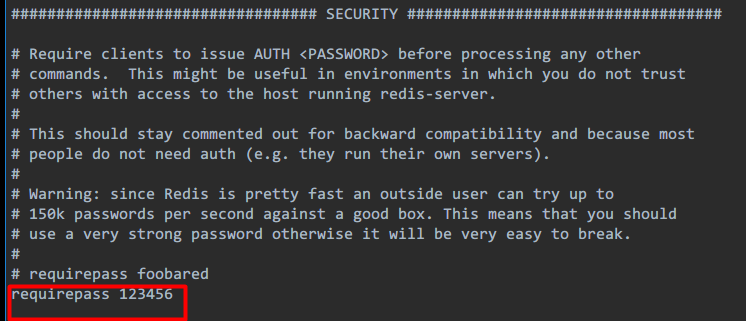 ################################## SECURITY ###################################

# Require clients to issue AUTH <PASSWORD> before processing any other
# commands.  This might be useful in environments in which you do not trust
# others with access to the host running redis-server.
#
# This should stay commented out for backward compatibility and because most
# people do not need auth (e.g. they run their own servers).
#
# Warning: since Redis is pretty fast an outside user can try up to
# 150k passwords per second against a good box. This means that you should
# use a very strong password otherwise it will be very easy to break.
#
# requirepass foobared
requirepass 123456